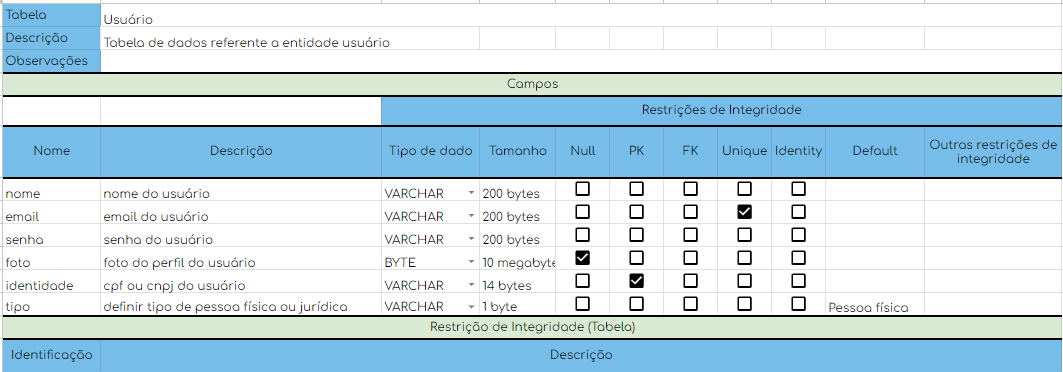 Tabela Usuário
Descrição Tabela de dados referente a entidade usuário
Observações
Campos
Restrições de Integridade
Nome Descrição Tipo de dado Tamanho Null PK FK Unique Identity Default Outras restrições de
integridade
nome nome do usuário VARCHAR 200 bytes
email email do usuário VARCHAR 200 bytes
senha senha do usuário VARCHAR 200 bytes
foto foto do perfil do usuário BYTE 10 megabyte
identidade cpf ou cnpj do usuário VARCHAR 14 bytes
tipo definir tipo de pessoa física ou jurídica VARCHAR 1 byte Pessoa física
Restrição de Integridade (Tabela)
Identificação Descrição